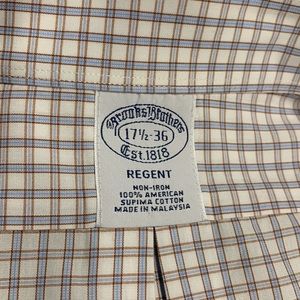 Brooks Brothers
17½-36
Est. 1818
REGENT
NON-IRON
100% AMERICAN
SUPIMA COTTON
MADE IN MALAYSIA